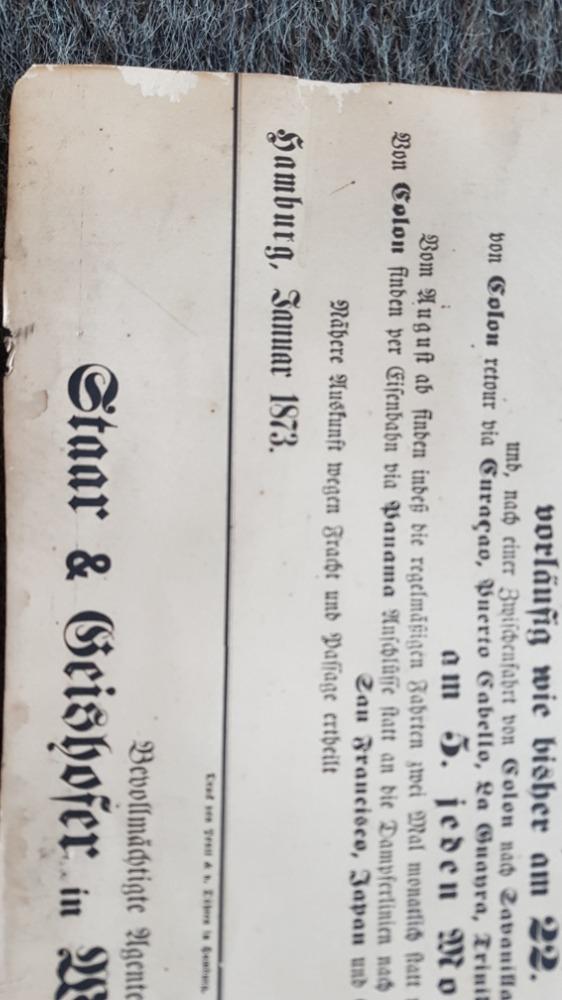 vorläufig wie bisher am 22.
und, nach einer Zwischenfahrt von Colon nach Savanilla
von Colon retour via Curaçao, Puerto Cabello, La Guayra, Trini
am 5. jeden Mo
Vom August ab finden indeß die regelmäßigen Fahrten zwei Mal monatlich statt
Von Colon finden per Eisenbahn via Panama Anschlüsse statt an die Dampferlinien nach
San Francisco, Japan und
Nähere Auskunft wegen Fracht und Passage ertheilt
Hamburg, Januar 1873.
Bevollmächtigte Agente
Staar & Geishofer in W